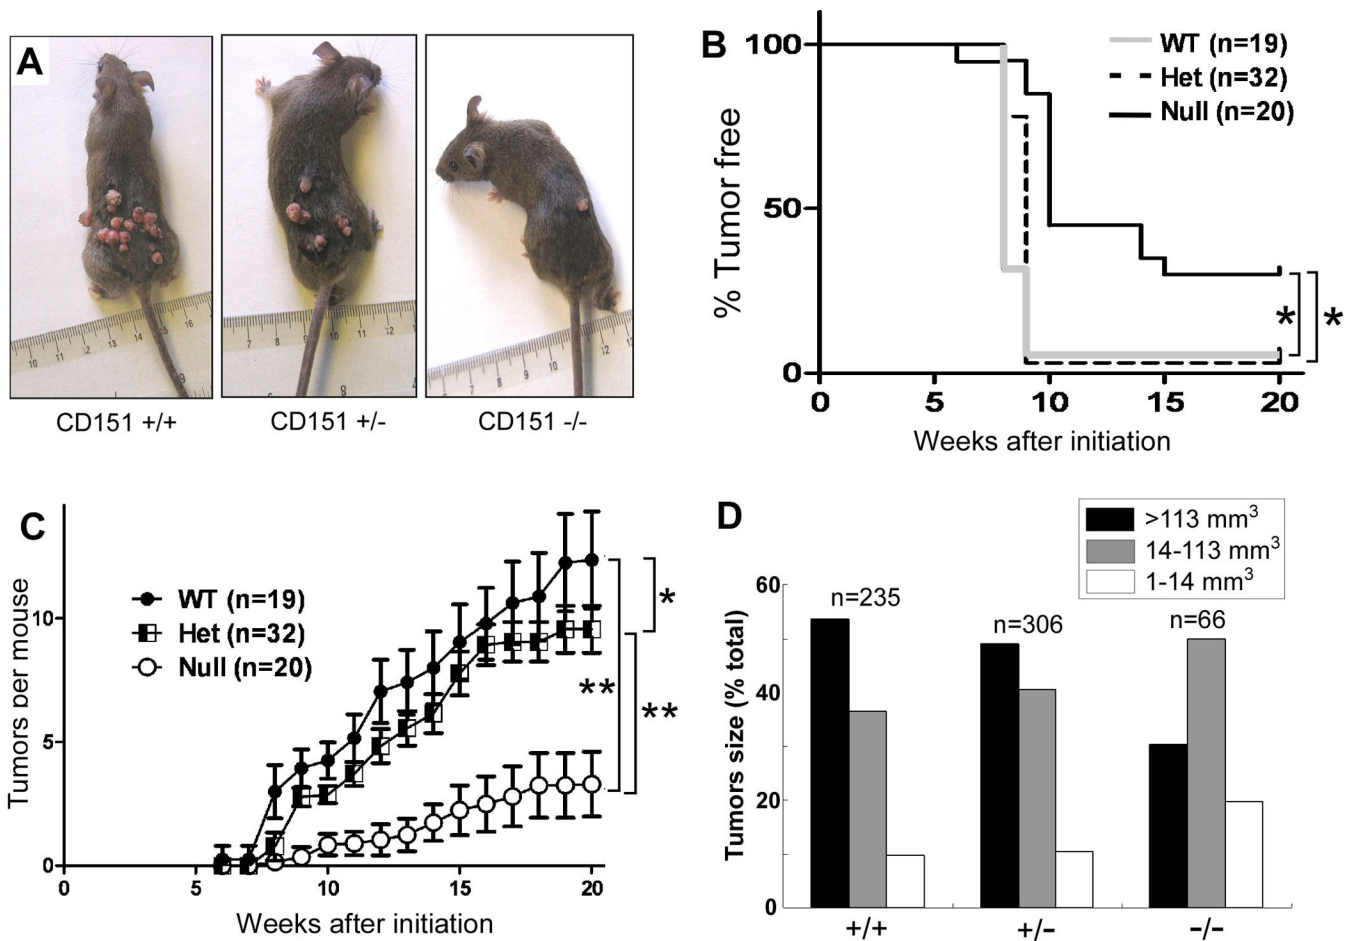 A
CD151 +/+
CD151 +/-
CD151 -/-
B
WT (n=19)
Het (n=32)
Null (n=20)
% Tumor free
100
50
0
0 5 10 15 20
Weeks after initiation
*
*
C
WT (n=19)
Het (n=32)
Null (n=20)
Tumors per mouse
10
5
0
0 5 10 15 20
Weeks after initiation
*
**
**
D
>113 mm³
14-113 mm³
1-14 mm³
Tumors size (% total)
60
40
20
0
n=235
n=306
n=66
+/+ +/- -/-